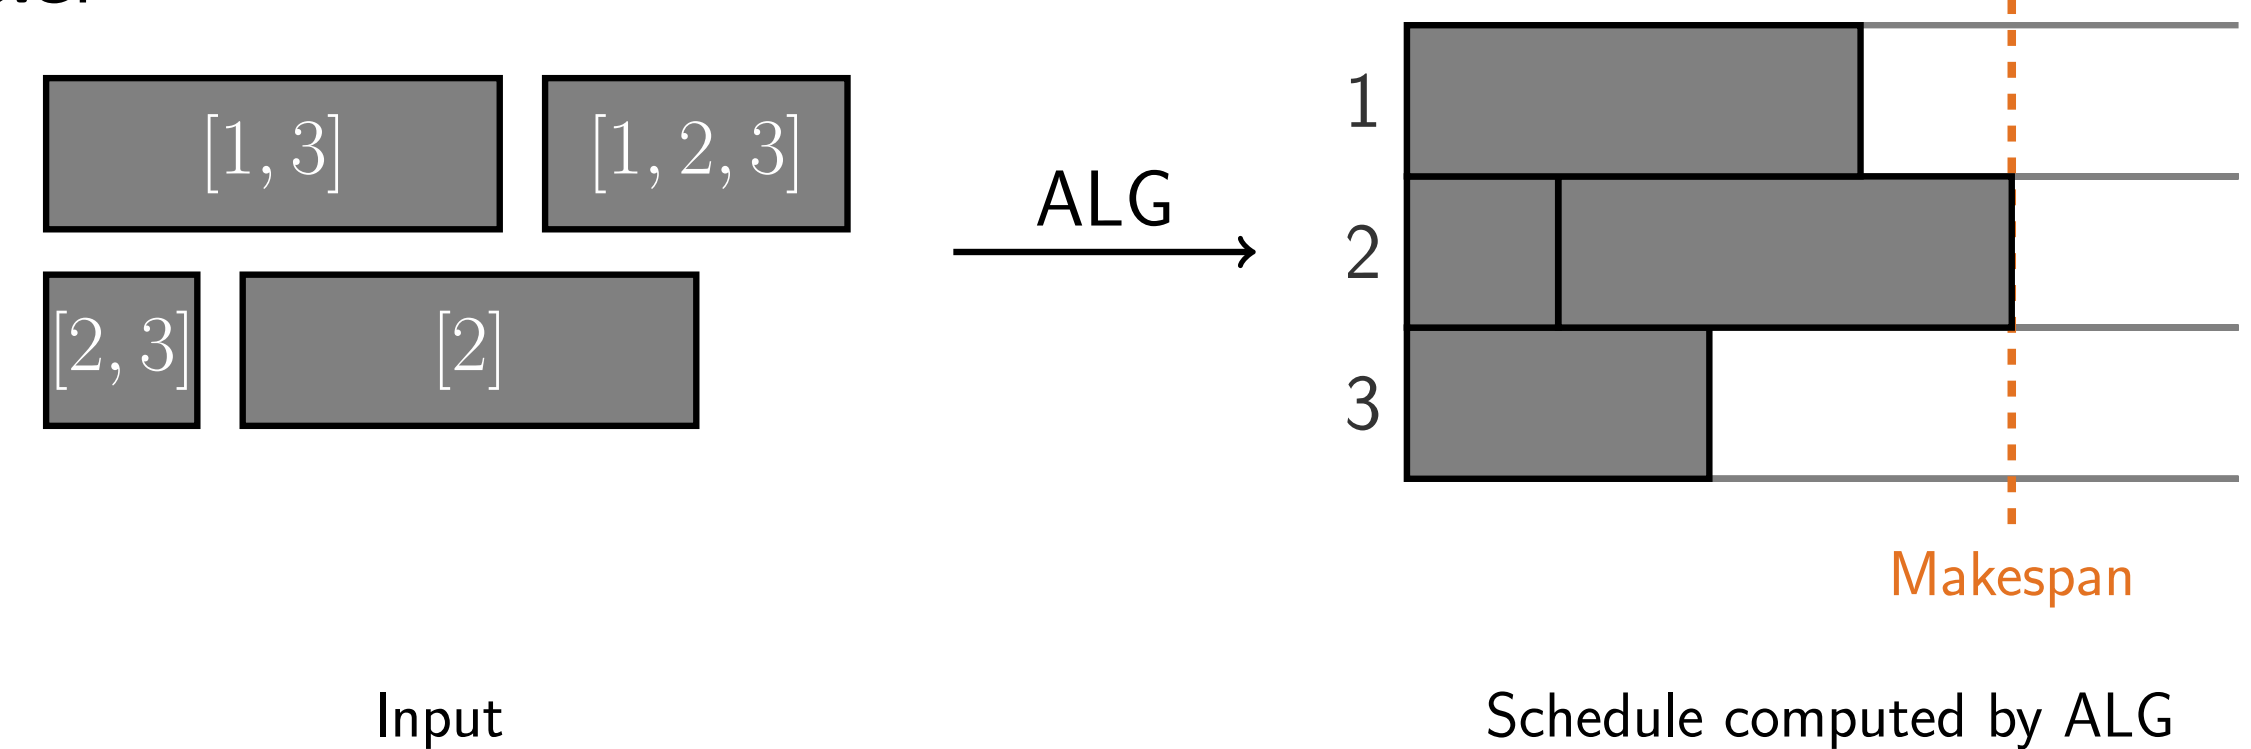 [1, 3]
[1, 2, 3]
[2, 3]
[2]
ALG
1
2
3
Makespan
Input
Schedule computed by ALG